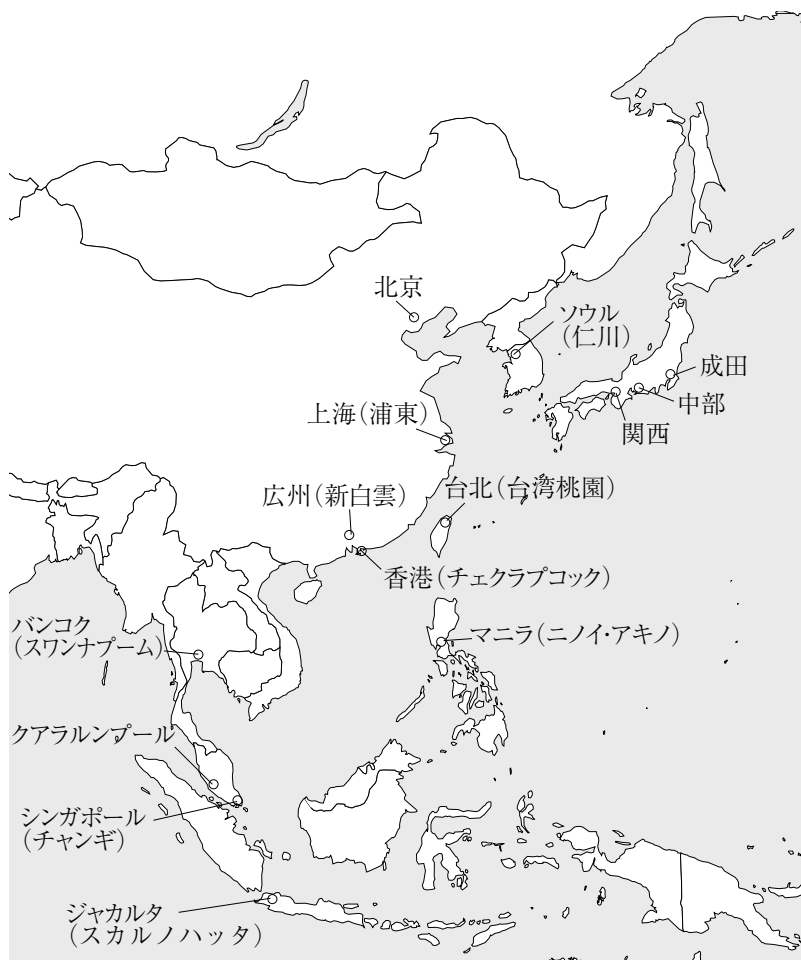 北京
ソウル
(仁川)
成田
中部
関西
上海(浦東)
広州(新白雲)
台北(台湾桃園)
香港(チェクラプコック)
バンコク
(スワンナプーム)
マニラ(ニノイ・アキノ)
クアラルンプール
シンガポール
(チャンギ)
ジャカルタ
(スカルノハッタ)